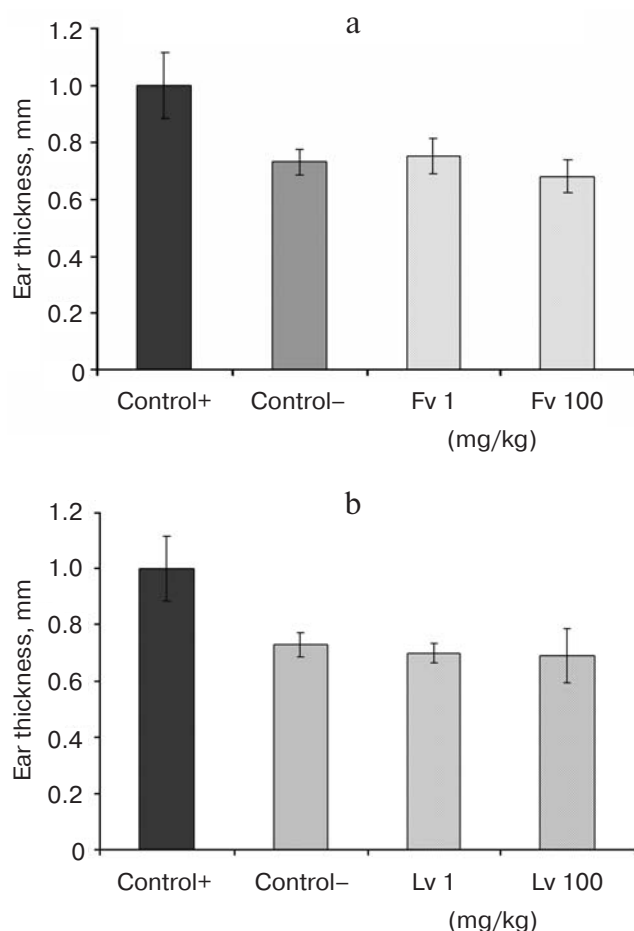 a
Ear thickness, mm
1.2
1.0
0.8
0.6
0.4
0.2
0
Control+ Control– Fv 1 Fv 100
(mg/kg)
b
Ear thickness, mm
1.2
1.0
0.8
0.6
0.4
0.2
0
Control+ Control– Lv 1 Lv 100
(mg/kg)